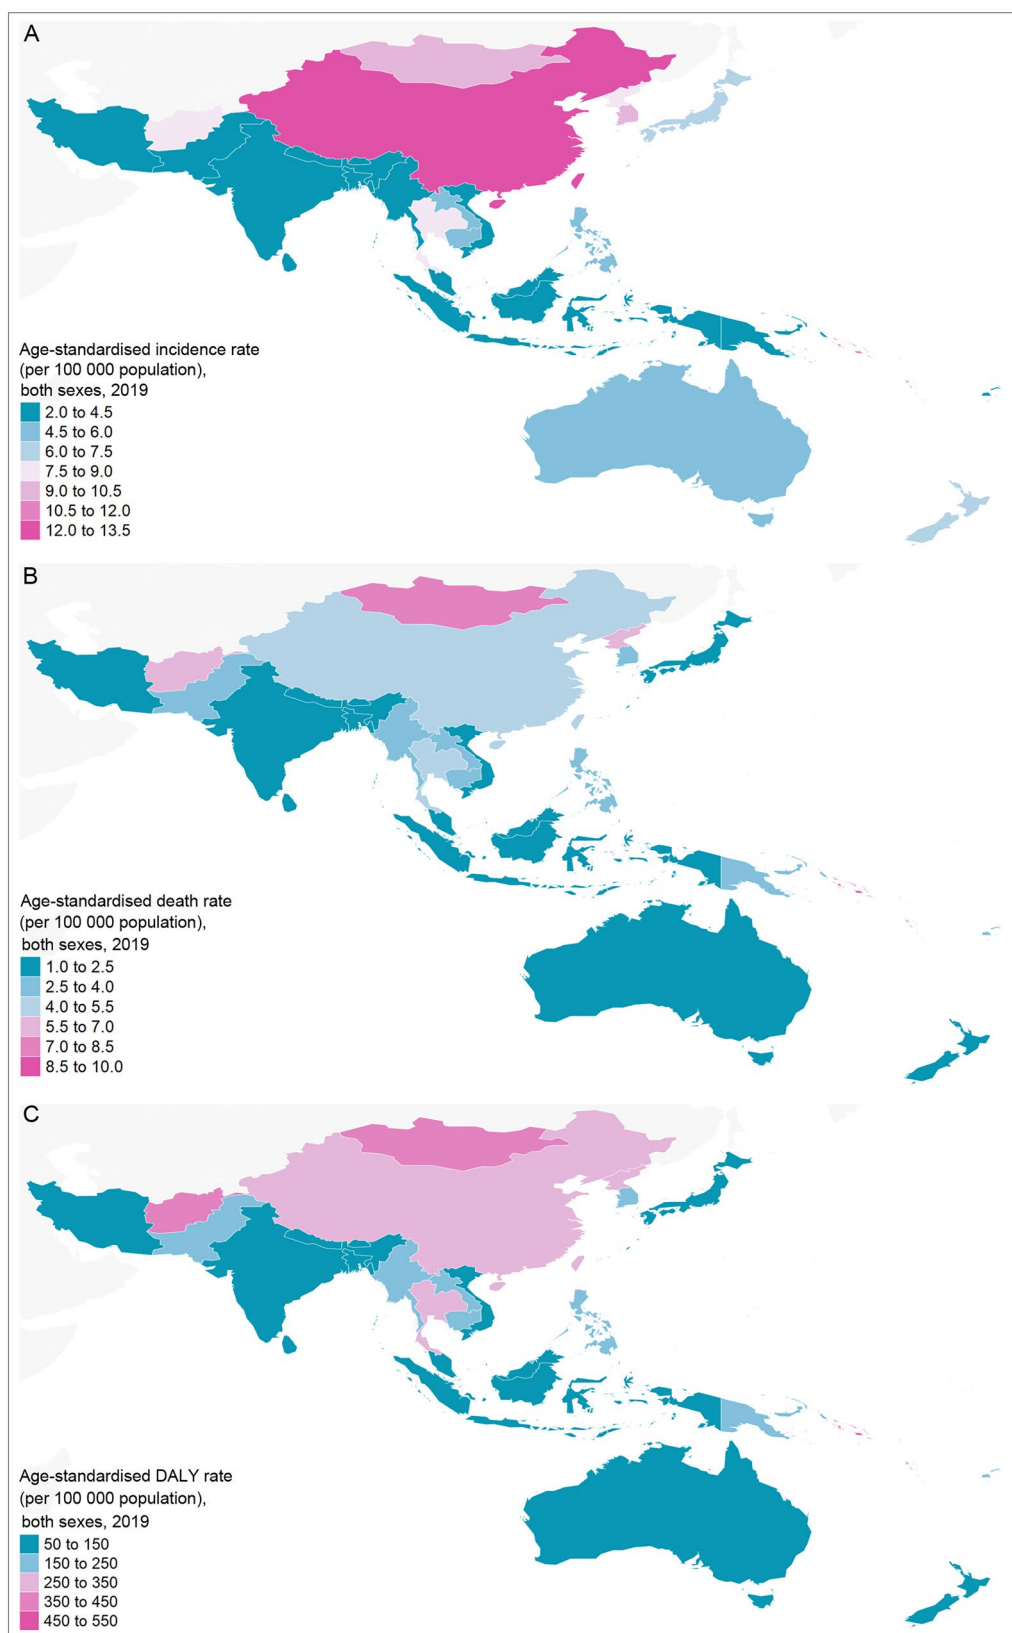 A
Age-standardised incidence rate
(per 100 000 population),
both sexes, 2019
2.0 to 4.5
4.5 to 6.0
6.0 to 7.5
7.5 to 9.0
9.0 to 10.5
10.5 to 12.0
12.0 to 13.5
B
Age-standardised death rate
(per 100 000 population),
both sexes, 2019
1.0 to 2.5
2.5 to 4.0
4.0 to 5.5
5.5 to 7.0
7.0 to 8.5
8.5 to 10.0
C
Age-standardised DALY rate
(per 100 000 population),
both sexes, 2019
50 to 150
150 to 250
250 to 350
350 to 450
450 to 550